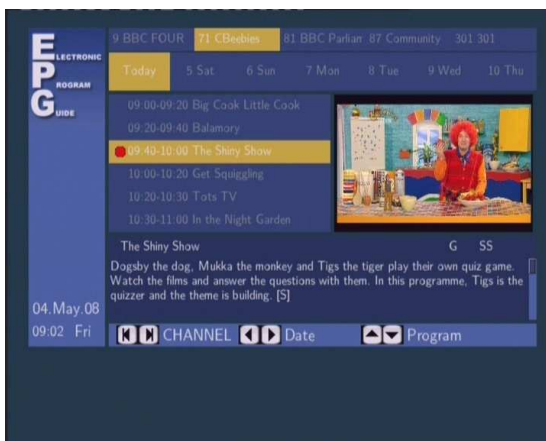 ELECTRONIC
PROGRAM
GUIDE
9 BBC FOUR 71 CBeebies 81 BBC Parliam 87 Community 301 301
Today 5 Sat 6 Sun 7 Mon 8 Tue 9 Wed 10 Thu
09:00-09:20 Big Cook Little Cook
09:20-09:40 Balamory
09:40-10:00 The Shiny Show
10:00-10:20 Get Squiggling
10:20-10:30 Tots TV
10:30-11:00 In the Night Garden
The Shiny Show G SS
Dogsby the dog, Mukka the monkey and Tigs the tiger play their own quiz game.
Watch the films and answer the questions with them. In this programme, Tigs is the
quizzer and the theme is building. [S]
04.May.08
09:02 Fri
CHANNEL Date Program